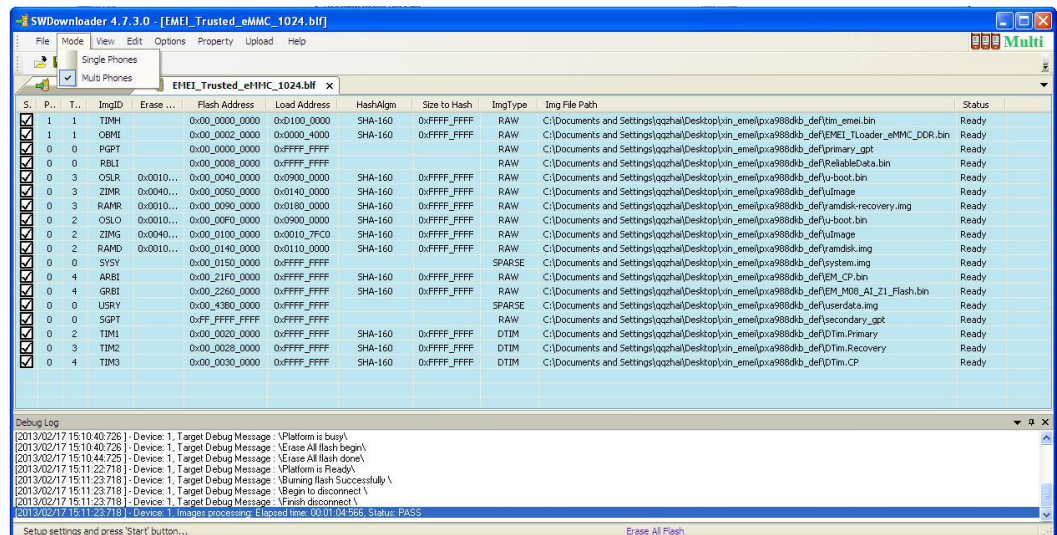 SWDownloader 4.7.3.0 - [EMEI_Trusted_eMMC_1024.blf]
File Mode View Edit Options Property Upload Help Multi
Single Phones
Multi Phones
EMEI_Trusted_eMMC_1024.blf x
S. P.. T.. ImgID Erase ... Flash Address Load Address HashAlgm Size to Hash ImgType Img File Path Status
1 1 TIMH 0x00_0000_0000 0xD100_0000 SHA-160 0xFFFF_FFFF RAW C:\Documents and Settings\qqzhai\Desktop\xin_emei\pxa988dkb_def\tim_emei.bin Ready
1 1 OBMI 0x00_0002_0000 0x0000_4000 SHA-160 0xFFFF_FFFF RAW C:\Documents and Settings\qqzhai\Desktop\xin_emei\pxa988dkb_def\EMEI_TLoader_eMMC_DDR.bin Ready
0 0 PGPT 0x00_0000_0000 0xFFFF_FFFF RAW C:\Documents and Settings\qqzhai\Desktop\xin_emei\pxa988dkb_def\primary_gpt Ready
0 0 RBLI 0x00_0008_0000 0xFFFF_FFFF RAW C:\Documents and Settings\qqzhai\Desktop\xin_emei\pxa988dkb_def\ReliableData.bin Ready
0 3 OSLR 0x0010... 0x00_0040_0000 0x0900_0000 SHA-160 0xFFFF_FFFF RAW C:\Documents and Settings\qqzhai\Desktop\xin_emei\pxa988dkb_def\u-boot.bin Ready
0 3 ZIMR 0x0040... 0x00_0050_0000 0x0140_0000 SHA-160 0xFFFF_FFFF RAW C:\Documents and Settings\qqzhai\Desktop\xin_emei\pxa988dkb_def\uImage Ready
0 3 RAMR 0x0010... 0x00_0090_0000 0x0180_0000 SHA-160 0xFFFF_FFFF RAW C:\Documents and Settings\qqzhai\Desktop\xin_emei\pxa988dkb_def\ramdisk-recovery.img Ready
0 2 OSLO 0x0010... 0x00_00F0_0000 0x0900_0000 SHA-160 0xFFFF_FFFF RAW C:\Documents and Settings\qqzhai\Desktop\xin_emei\pxa988dkb_def\u-boot.bin Ready
0 2 ZIMG 0x0040... 0x00_0100_0000 0x0010_7FC0 SHA-160 0xFFFF_FFFF RAW C:\Documents and Settings\qqzhai\Desktop\xin_emei\pxa988dkb_def\uImage Ready
0 2 RAMD 0x0010... 0x00_0140_0000 0x0110_0000 SHA-160 0xFFFF_FFFF RAW C:\Documents and Settings\qqzhai\Desktop\xin_emei\pxa988dkb_def\ramdisk.img Ready
0 0 SYSY 0x00_0150_0000 0xFFFF_FFFF SPARSE C:\Documents and Settings\qqzhai\Desktop\xin_emei\pxa988dkb_def\system.img Ready
0 4 ARBI 0x00_21F0_0000 0xFFFF_FFFF SHA-160 0xFFFF_FFFF RAW C:\Documents and Settings\qqzhai\Desktop\xin_emei\pxa988dkb_def\EM_CP.bin Ready
0 4 GRBI 0x00_2260_0000 0xFFFF_FFFF SHA-160 0xFFFF_FFFF RAW C:\Documents and Settings\qqzhai\Desktop\xin_emei\pxa988dkb_def\EM_M08_AI_Z1_Flash.bin Ready
0 0 USRY 0x00_43B0_0000 0xFFFF_FFFF SPARSE C:\Documents and Settings\qqzhai\Desktop\xin_emei\pxa988dkb_def\userdata.img Ready
0 0 SGPT 0xFF_FFFF_FFFF 0xFFFF_FFFF RAW C:\Documents and Settings\qqzhai\Desktop\xin_emei\pxa988dkb_def\secondary_gpt Ready
0 2 TIM1 0x00_0020_0000 0xFFFF_FFFF SHA-160 0xFFFF_FFFF DTIM C:\Documents and Settings\qqzhai\Desktop\xin_emei\pxa988dkb_def\DTim.Primary Ready
0 3 TIM2 0x00_0028_0000 0xFFFF_FFFF SHA-160 0xFFFF_FFFF DTIM C:\Documents and Settings\qqzhai\Desktop\xin_emei\pxa988dkb_def\DTim.Recovery Ready
0 4 TIM3 0x00_0030_0000 0xFFFF_FFFF SHA-160 0xFFFF_FFFF DTIM C:\Documents and Settings\qqzhai\Desktop\xin_emei\pxa988dkb_def\DTim.CP Ready
Debug Log
[2013/02/17 15:10:40:726 ] - Device: 1, Target Debug Message : \Platform is busy\
[2013/02/17 15:10:40:726 ] - Device: 1, Target Debug Message : \Erase All flash begin\
[2013/02/17 15:10:44:725 ] - Device: 1, Target Debug Message : \Erase All flash done\
[2013/02/17 15:11:22:718 ] - Device: 1, Target Debug Message : \Platform is Ready\
[2013/02/17 15:11:23:718 ] - Device: 1, Target Debug Message : \Burning flash Successfully \
[2013/02/17 15:11:23:718 ] - Device: 1, Target Debug Message : \Begin to disconnect \
[2013/02/17 15:11:23:718 ] - Device: 1, Target Debug Message : \Finish disconnect \
[2013/02/17 15:11:23:718 ] - Device: 1, Images processing: Elapsed time: 00:01:04:566, Status: PASS
Setup settings and press 'Start' button... Erase All Flash